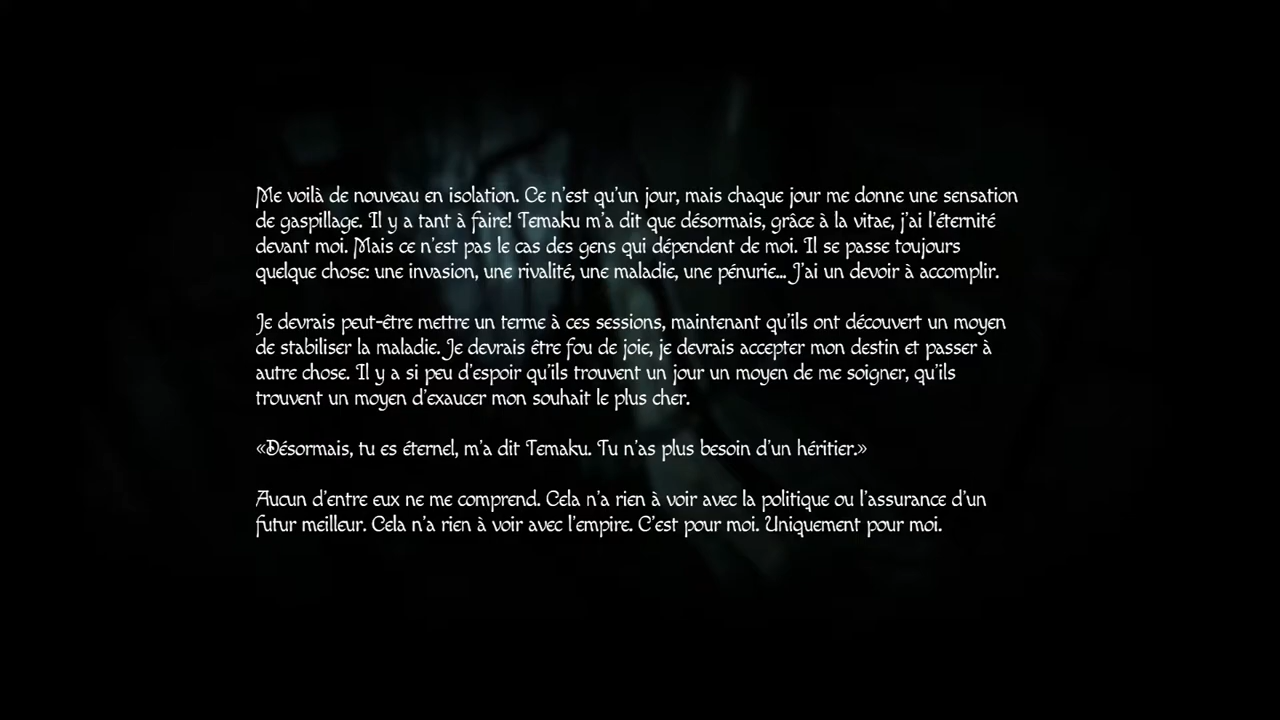 Me voilà de nouveau en isolation. Ce n'est qu'un jour, mais chaque jour me donne une sensation
de gaspillage. Il y a tant à faire! Temaku m'a dit que désormais, grâce à la vitae, j'ai l'éternité
devant moi. Mais ce n'est pas le cas des gens qui dépendent de moi. Il se passe toujours
quelque chose: une invasion, une rivalité, une maladie, une pénurie... J'ai un devoir à accomplir.
Je devrais peut-être mettre un terme à ces sessions, maintenant qu'ils ont découvert un moyen
de stabiliser la maladie. Je devrais être fou de joie, je devrais accepter mon destin et passer à
autre chose. Il y a si peu d'espoir qu'ils trouvent un jour un moyen de me soigner, qu'ils
trouvent un moyen d'exaucer mon souhait le plus cher.
«Désormais, tu es éternel, m'a dit Temaku. Tu n'as plus besoin d'un héritier.»
Aucun d'entre eux ne me comprend. Cela n'a rien à voir avec la politique ou l'assurance d'un
futur meilleur. Cela n'a rien à voir avec l'empire. C'est pour moi. Uniquement pour moi.